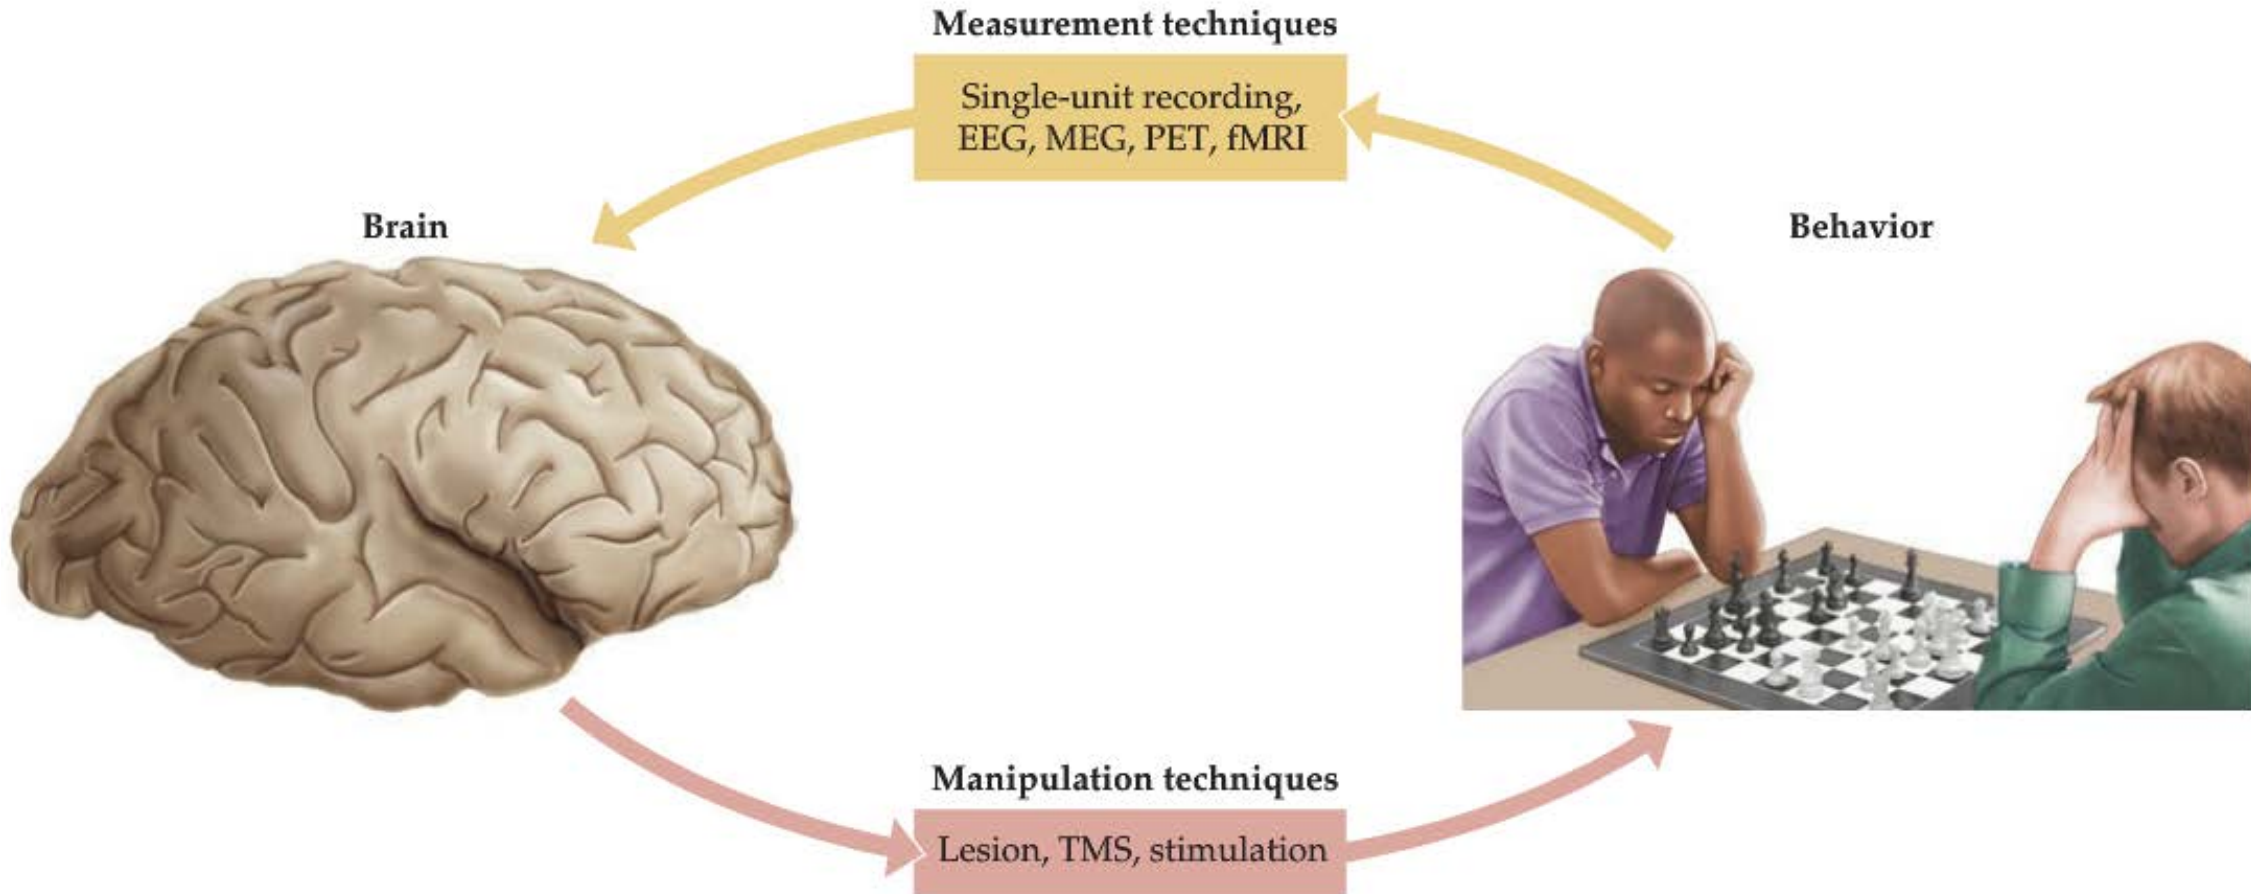 Measurement techniques
Single-unit recording,
EEG, MEG, PET, fMRI
Brain
Behavior
Manipulation techniques
Lesion, TMS, stimulation